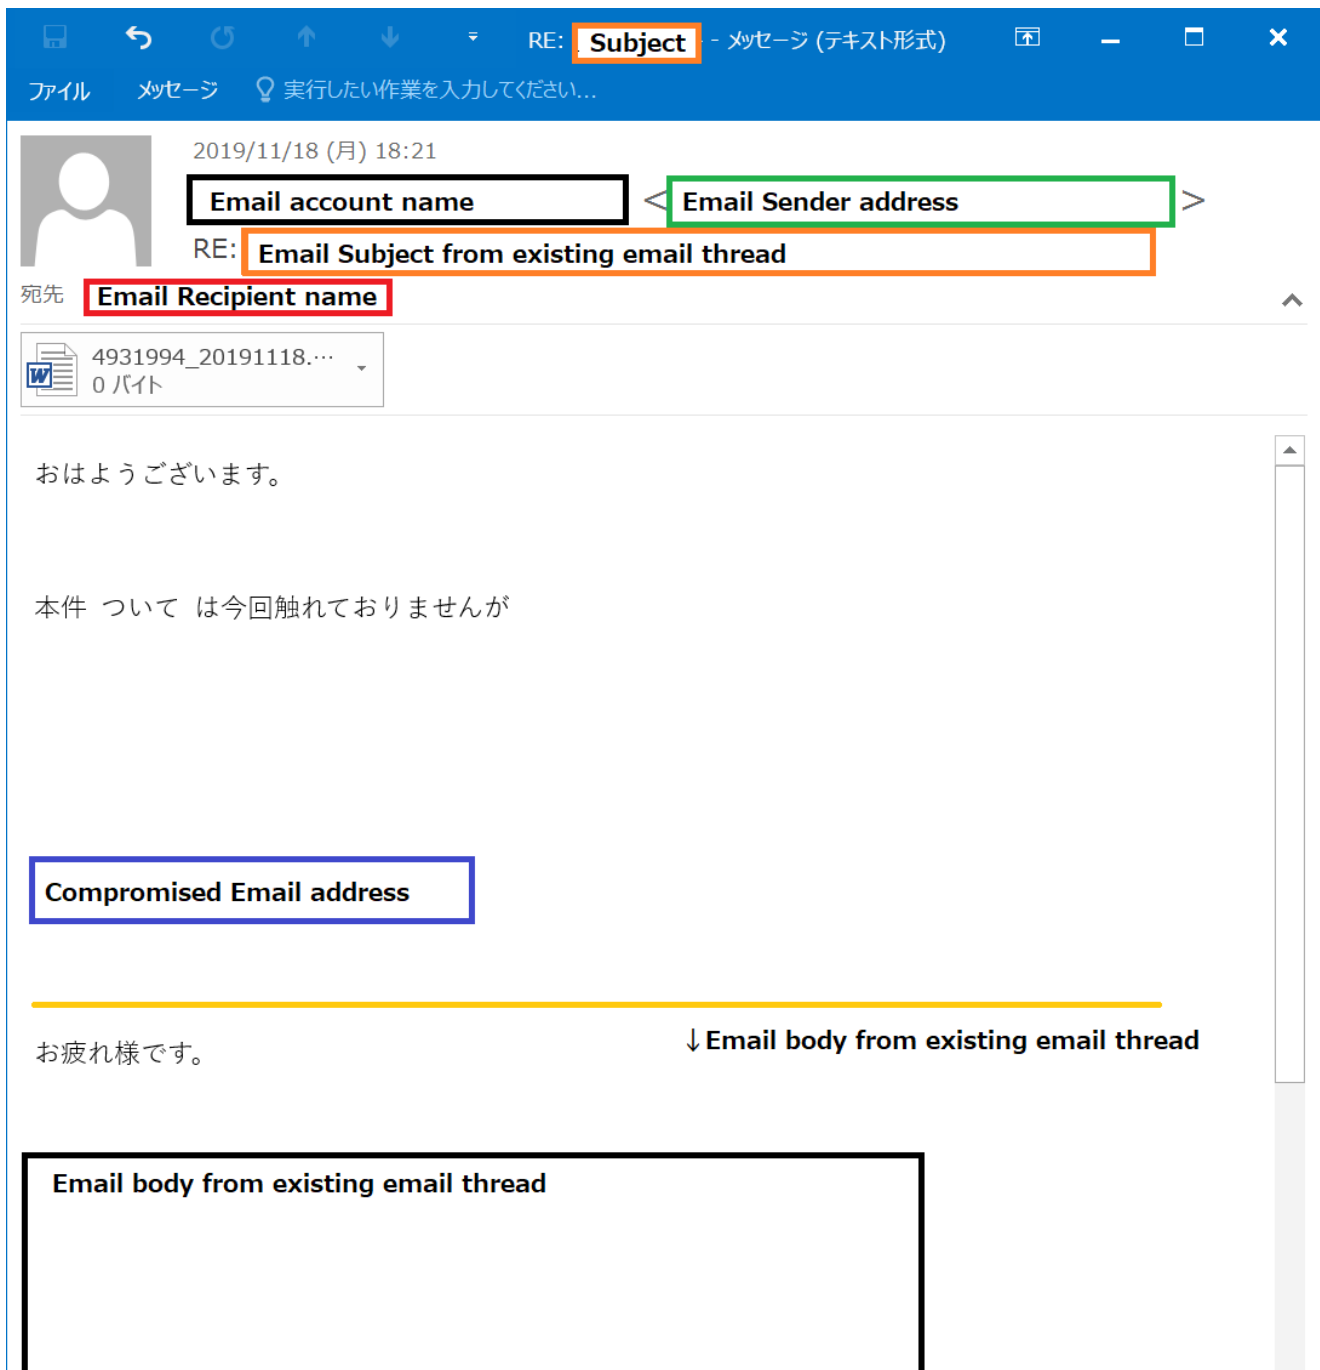 RE: Subject - メッセージ (テキスト形式)
ファイル メッセージ 実行したい作業を入力してください...
2019/11/18 (月) 18:21
Email account name < Email Sender address >
RE: Email Subject from existing email thread
宛先 Email Recipient name
4931994_20191118.…
0 バイト
おはようございます。
本件 ついて は今回触れておりませんが
Compromised Email address
↓Email body from existing email thread
お疲れ様です。
Email body from existing email thread